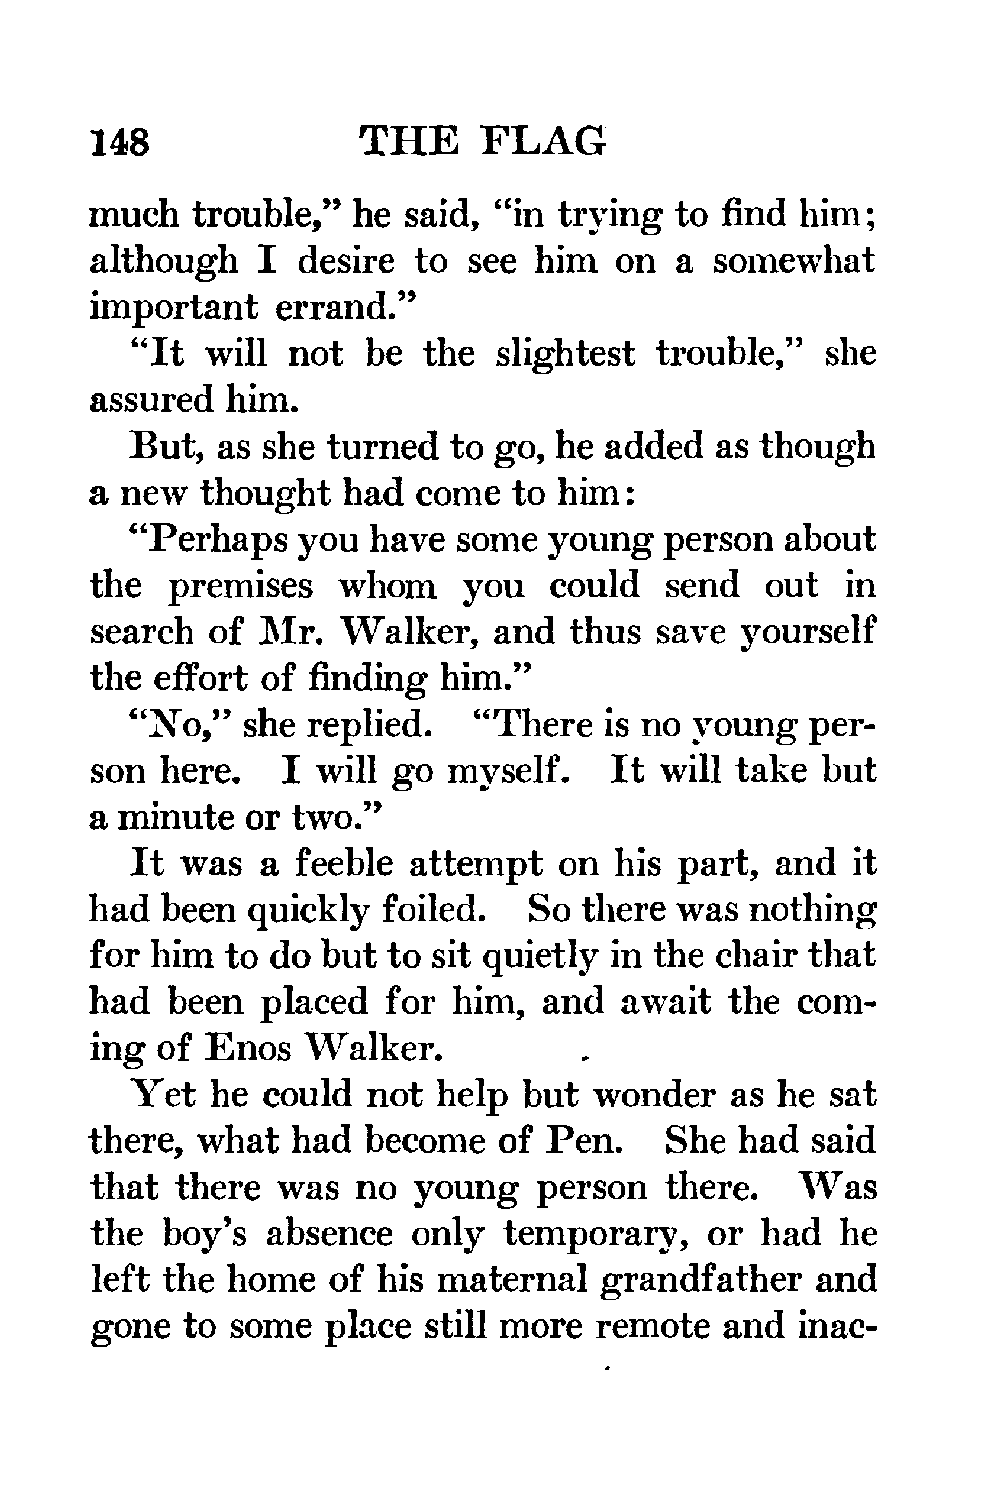 148 THE FLAG
much trouble,” he said, “in trying to find him;
although I desire to see him on a somewhat
important errand.”
“It will not be the slightest trouble,” she
assured him.
But, as she turned to go, he added as though
a new thought had come to him:
“Perhaps you have some young person about
the premises whom you could send out in
search of Mr. Walker, and thus save yourself
the effort of finding him.”
“No,” she replied. “There is no young per-
son here. I will go myself. It will take but
a minute or two.”
It was a feeble attempt on his part, and it
had been quickly foiled. So there was nothing
for him to do but to sit quietly in the chair that
had been placed for him, and await the com-
ing of Enos Walker.
Yet he could not help but wonder as he sat
there, what had become of Pen. She had said
that there was no young person there. Was
the boy’s absence only temporary, or had he
left the home of his maternal grandfather and
gone to some place still more remote and inac-